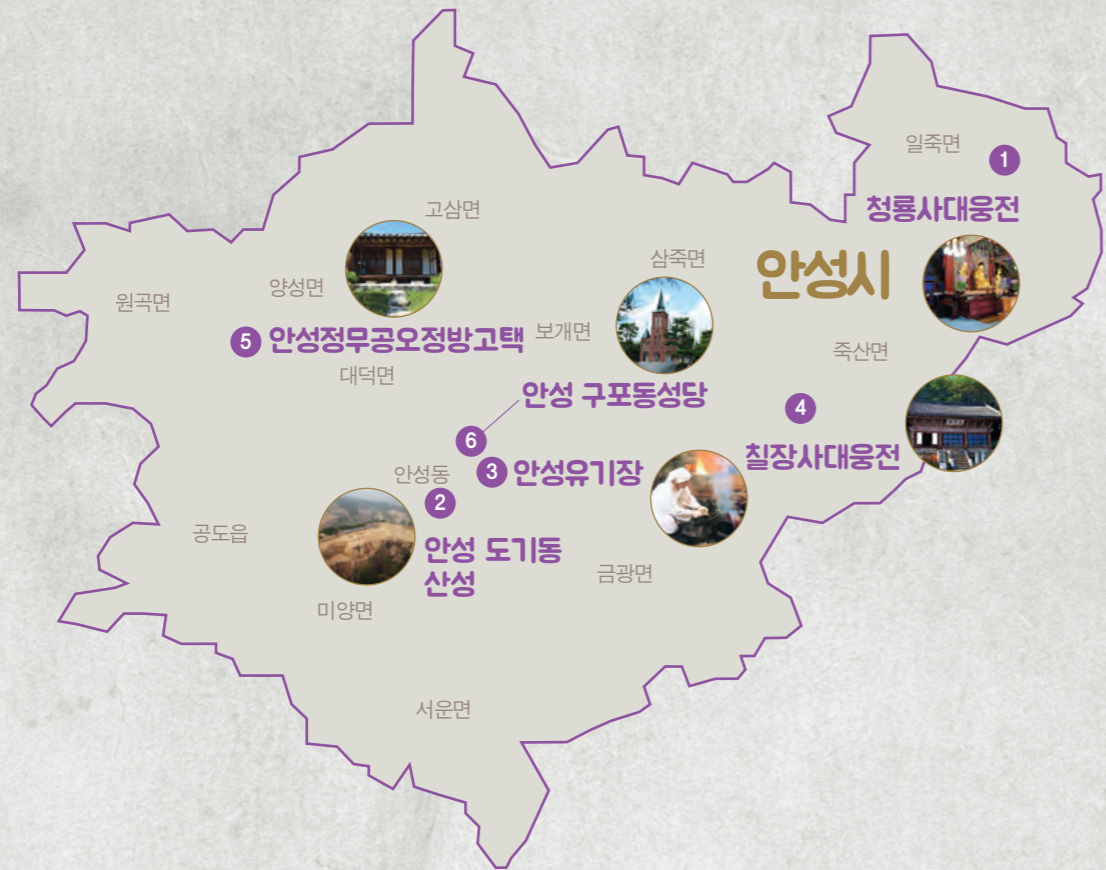 일죽면
1
청룡사대웅전
고삼면
삼죽면
안성시
양성면
원곡면
5 안성정무공오정방고택
보개면
죽산면
대덕면
안성 구포동성당
4
칠장사대웅전
6
안성동
3 안성유기장
2
공도읍
안성 도기동
산성
금광면
미양면
서운면